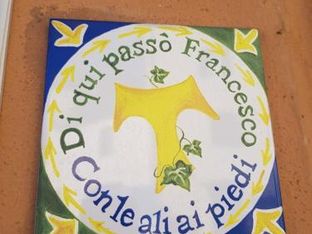 Di qui passò Francesco
Con le ali ai piedi